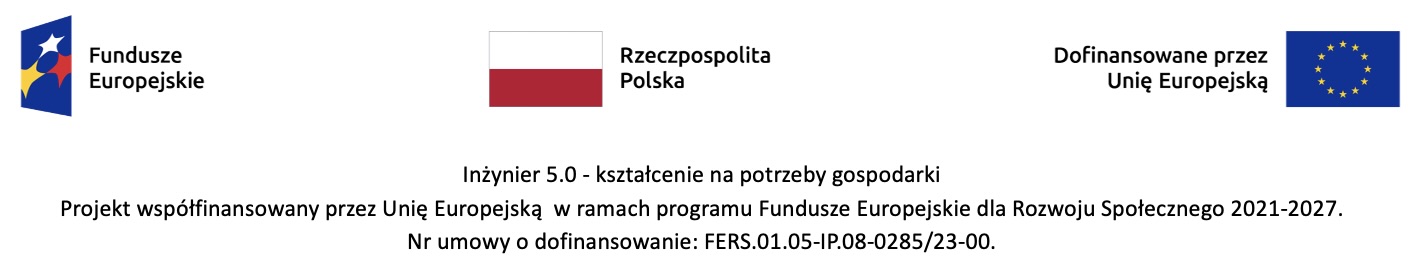 Fundusze
Europejskie
Rzeczpospolita
Polska
Dofinansowane przez
Unię Europejską
Inżynier 5.0 - kształcenie na potrzeby gospodarki
Projekt współfinansowany przez Unię Europejską  w ramach programu Fundusze Europejskie dla Rozwoju Społecznego 2021-2027.
Nr umowy o dofinansowanie: FERS.01.05-IP.08-0285/23-00.